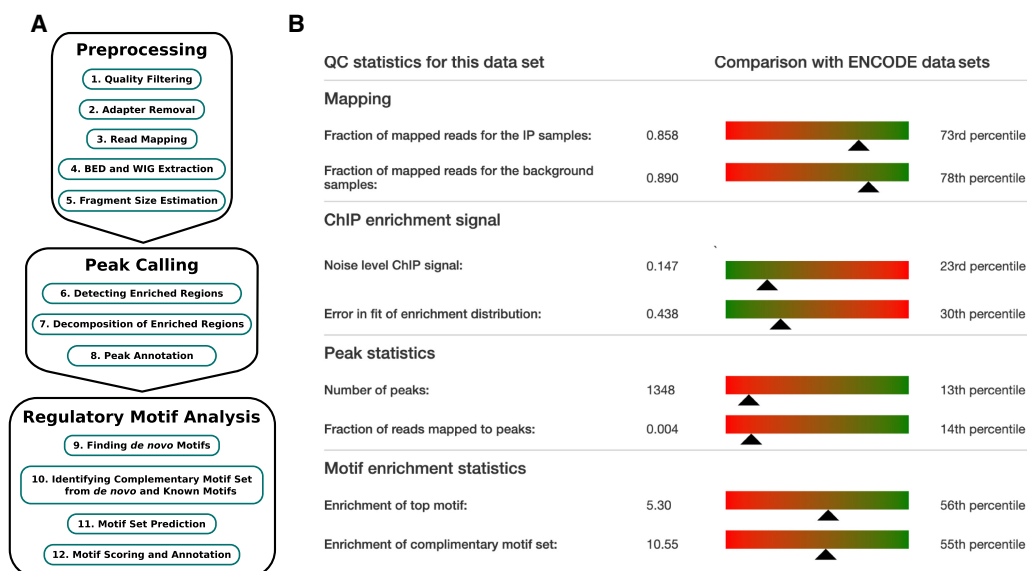 A
Preprocessing
1. Quality Filtering
2. Adapter Removal
3. Read Mapping
4. BED and WIG Extraction
5. Fragment Size Estimation
Peak Calling
6. Detecting Enriched Regions
7. Decomposition of Enriched Regions
8. Peak Annotation
Regulatory Motif Analysis
9. Finding de novo Motifs
10. Identifying Complementary Motif Set
from de novo and Known Motifs
11. Motif Set Prediction
12. Motif Scoring and Annotation
B
QC statistics for this data set Comparison with ENCODE data sets
Mapping
Fraction of mapped reads for the IP samples: 0.858 73rd percentile
Fraction of mapped reads for the background
samples: 0.890 78th percentile
ChIP enrichment signal
Noise level ChIP signal: 0.147 23rd percentile
Error in fit of enrichment distribution: 0.438 30th percentile
Peak statistics
Number of peaks: 1348 13th percentile
Fraction of reads mapped to peaks: 0.004 14th percentile
Motif enrichment statistics
Enrichment of top motif: 5.30 56th percentile
Enrichment of complimentary motif set: 10.55 55th percentile